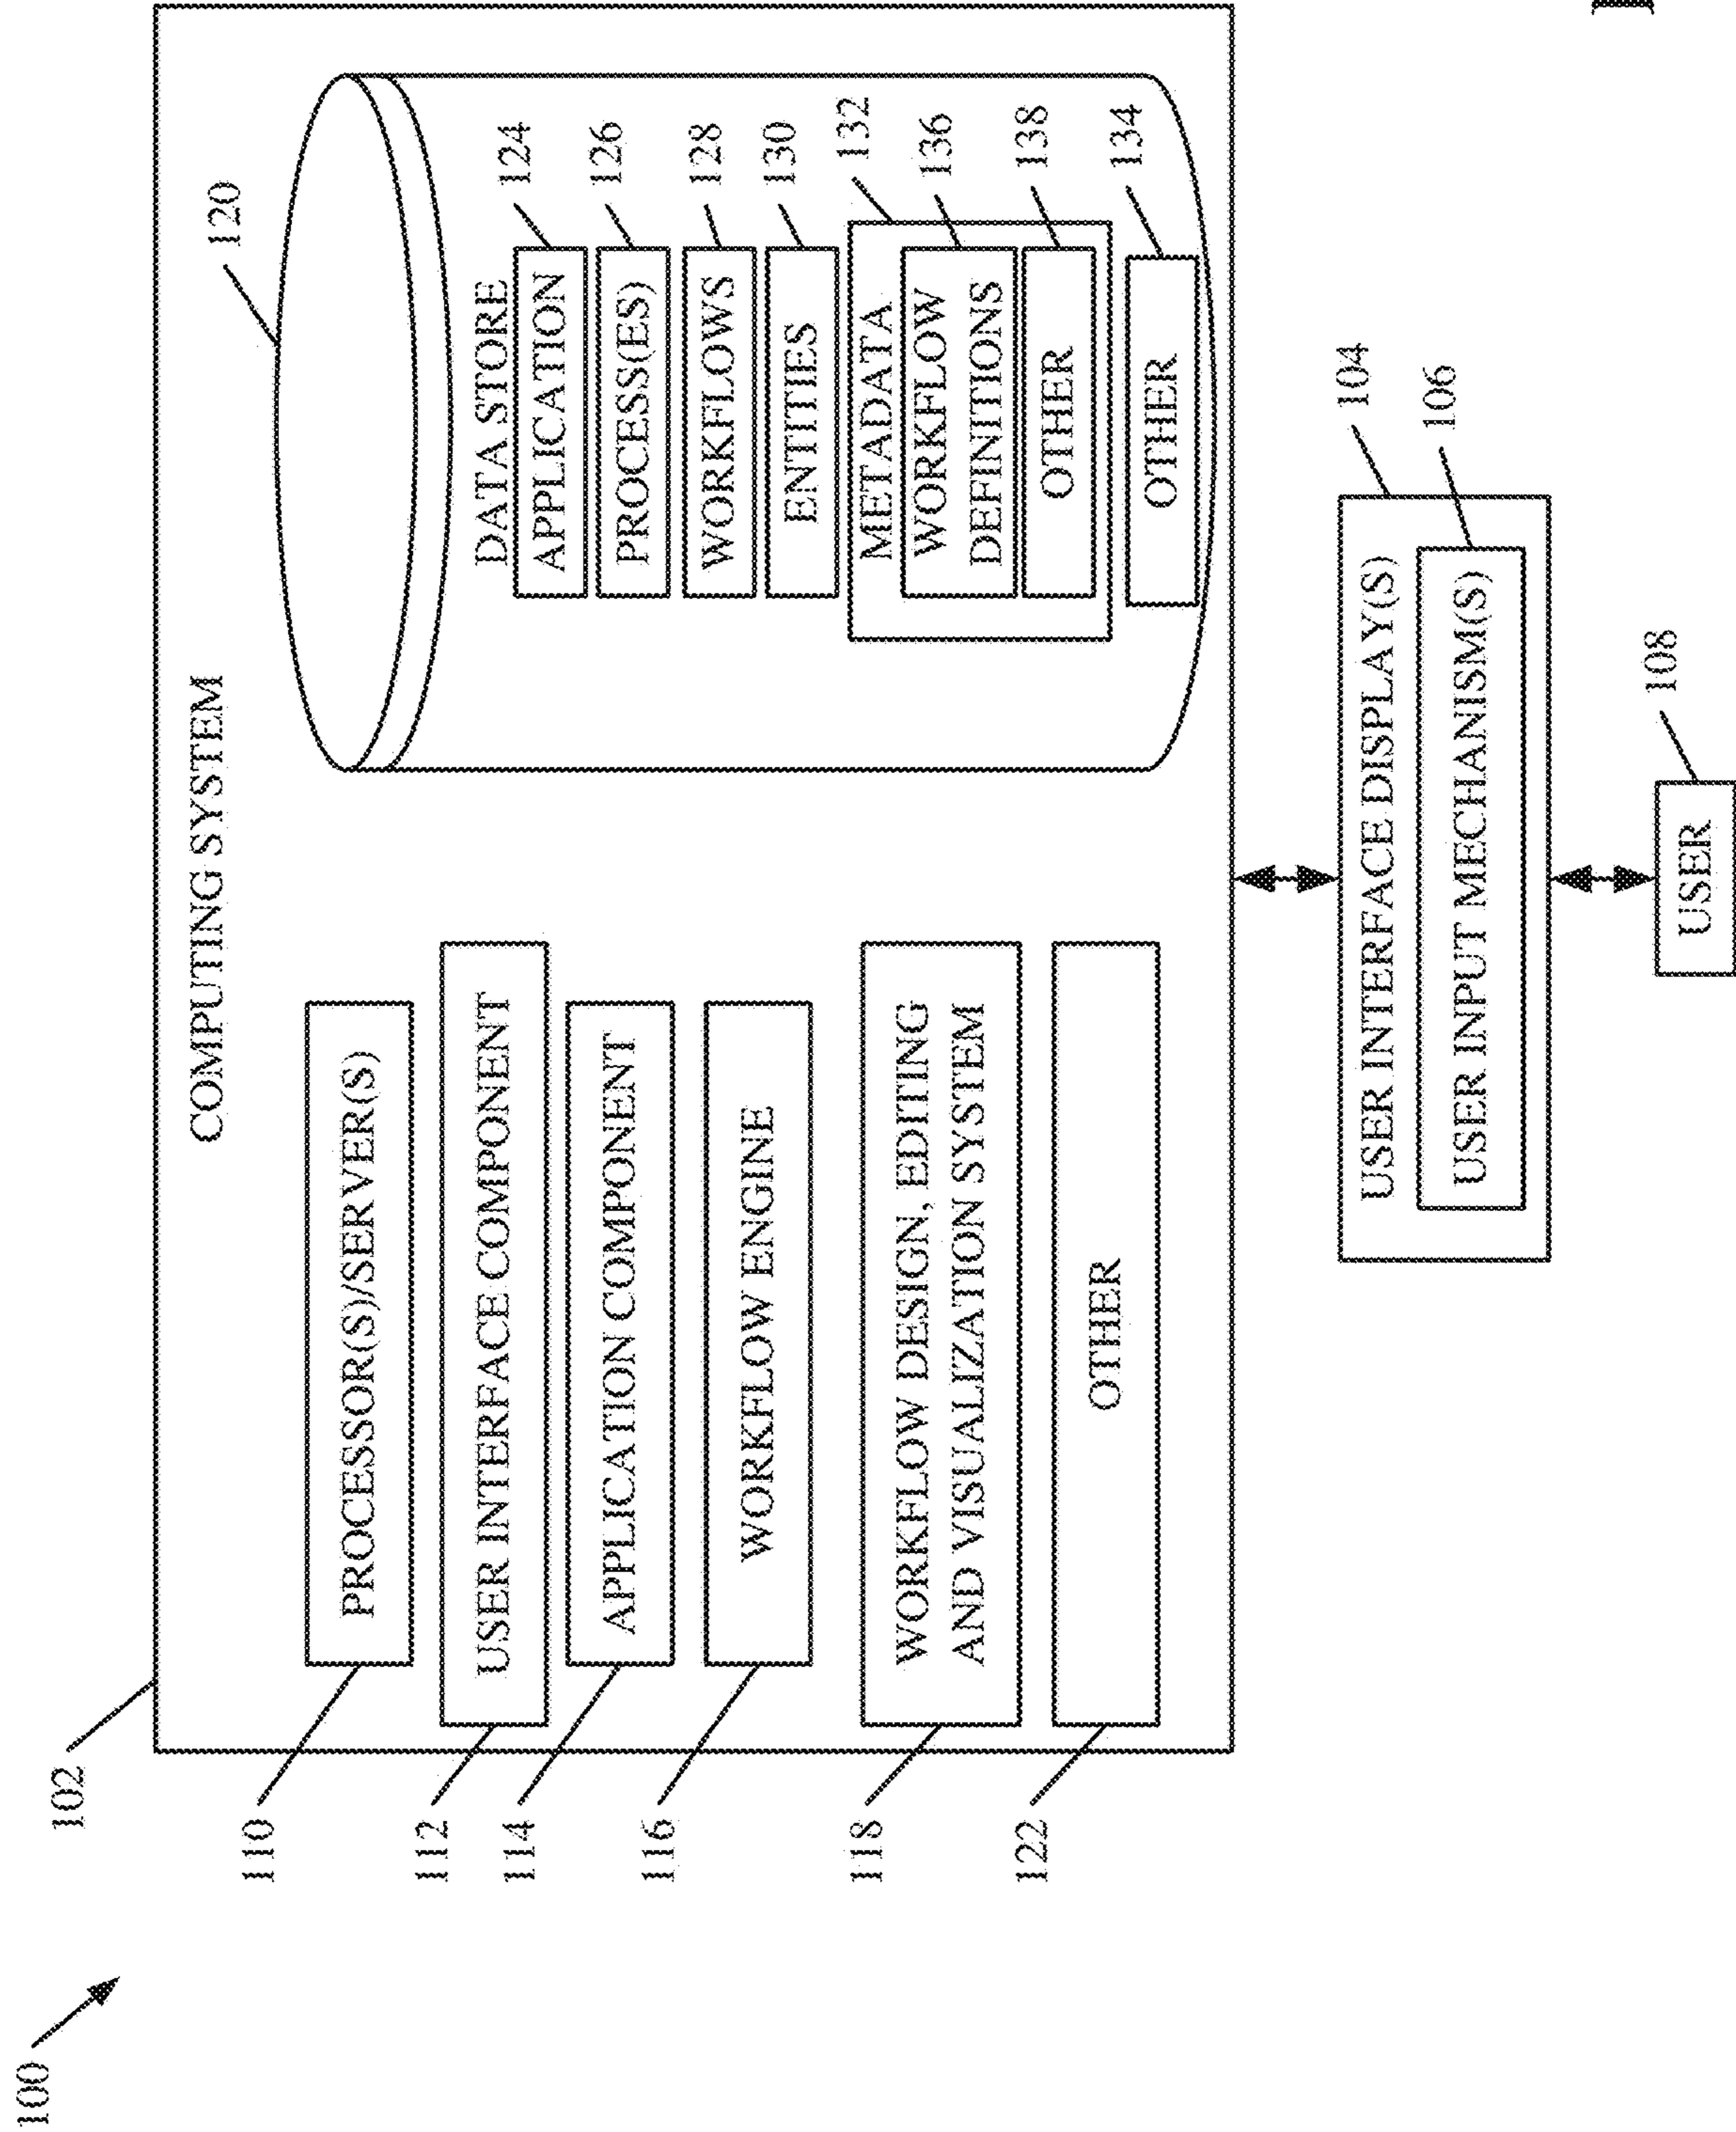 100
102
COMPUTING SYSTEM
120
110
PROCESSOR(S)/SERVER(S)
112
USER INTERFACE COMPONENT
114
APPLICATION COMPONENT
116
WORKFLOW ENGINE
118
WORKFLOW DESIGN, EDITING
AND VISUALIZATION SYSTEM
122
OTHER
DATA STORE
APPLICATION
124
PROCESS(ES)
126
WORKFLOWS
128
ENTITIES
130
METADATA
132
WORKFLOW
DEFINITIONS
136
OTHER
138
OTHER
134
USER INTERFACE DISPLAY(S)
104
USER INPUT MECHANISM(S)
106
USER
108